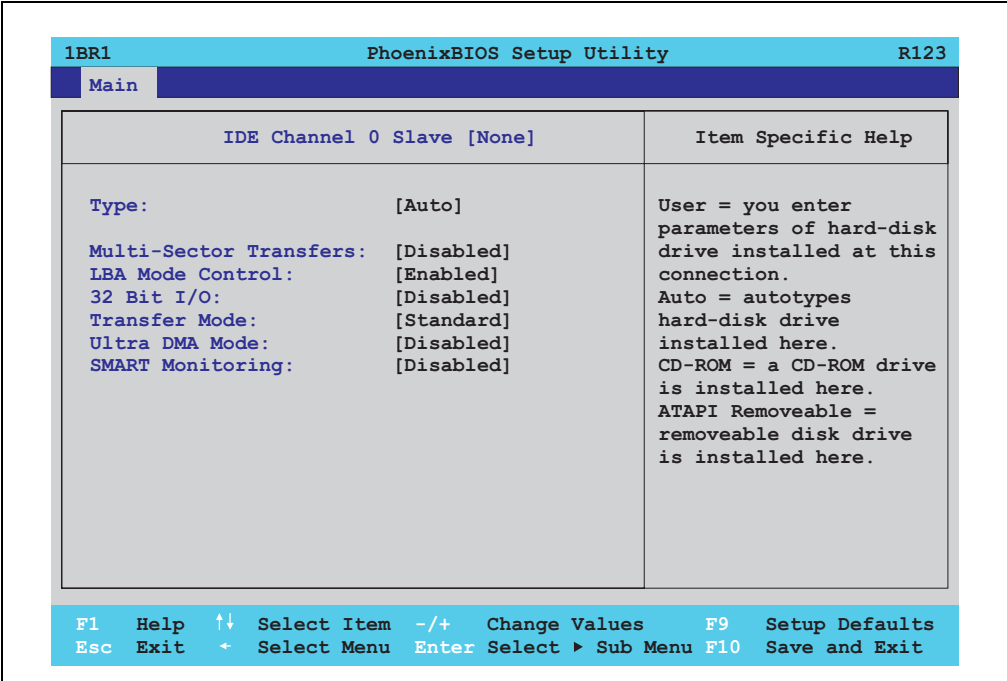 1BR1 PhoenixBIOS Setup Utility R123
Main
IDE Channel 0 Slave [None]
Item Specific Help
Type: [Auto]
Multi-Sector Transfers: [Disabled]
LBA Mode Control: [Enabled]
32 Bit I/O: [Disabled]
Transfer Mode: [Standard]
Ultra DMA Mode: [Disabled]
SMART Monitoring: [Disabled]
User = you enter
parameters of hard-disk
drive installed at this
connection.
Auto = autotypes
hard-disk drive
installed here.
CD-ROM = a CD-ROM drive
is installed here.
ATAPI Removeable =
removeable disk drive
is installed here.
F1 Help ↑↓ Select Item -/+ Change Values F9 Setup Defaults
Esc Exit ← Select Menu Enter Select ▶ Sub Menu F10 Save and Exit